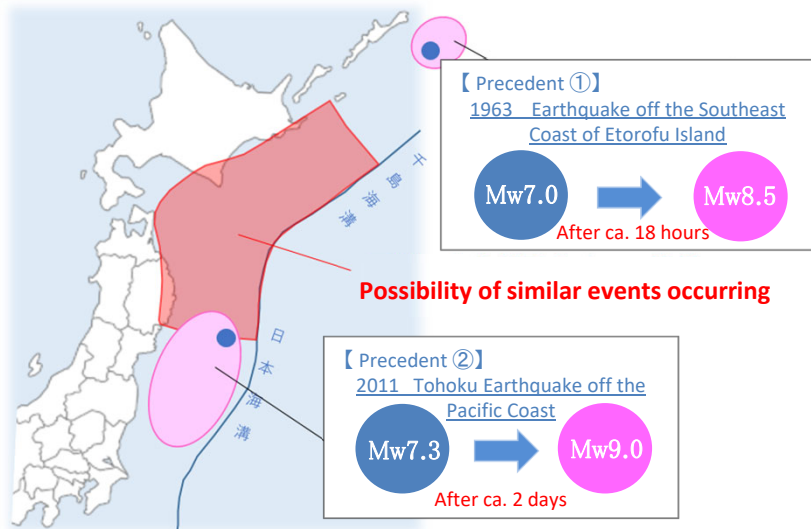 【 Precedent ①】
1963 Earthquake off the Southeast
Coast of Etorofu Island
Mw7.0
Mw8.5
After ca. 18 hours
千島海溝
Possibility of similar events occurring
日本海溝
【 Precedent ②】
2011 Tohoku Earthquake off the
Pacific Coast
Mw7.3
Mw9.0
After ca. 2 days